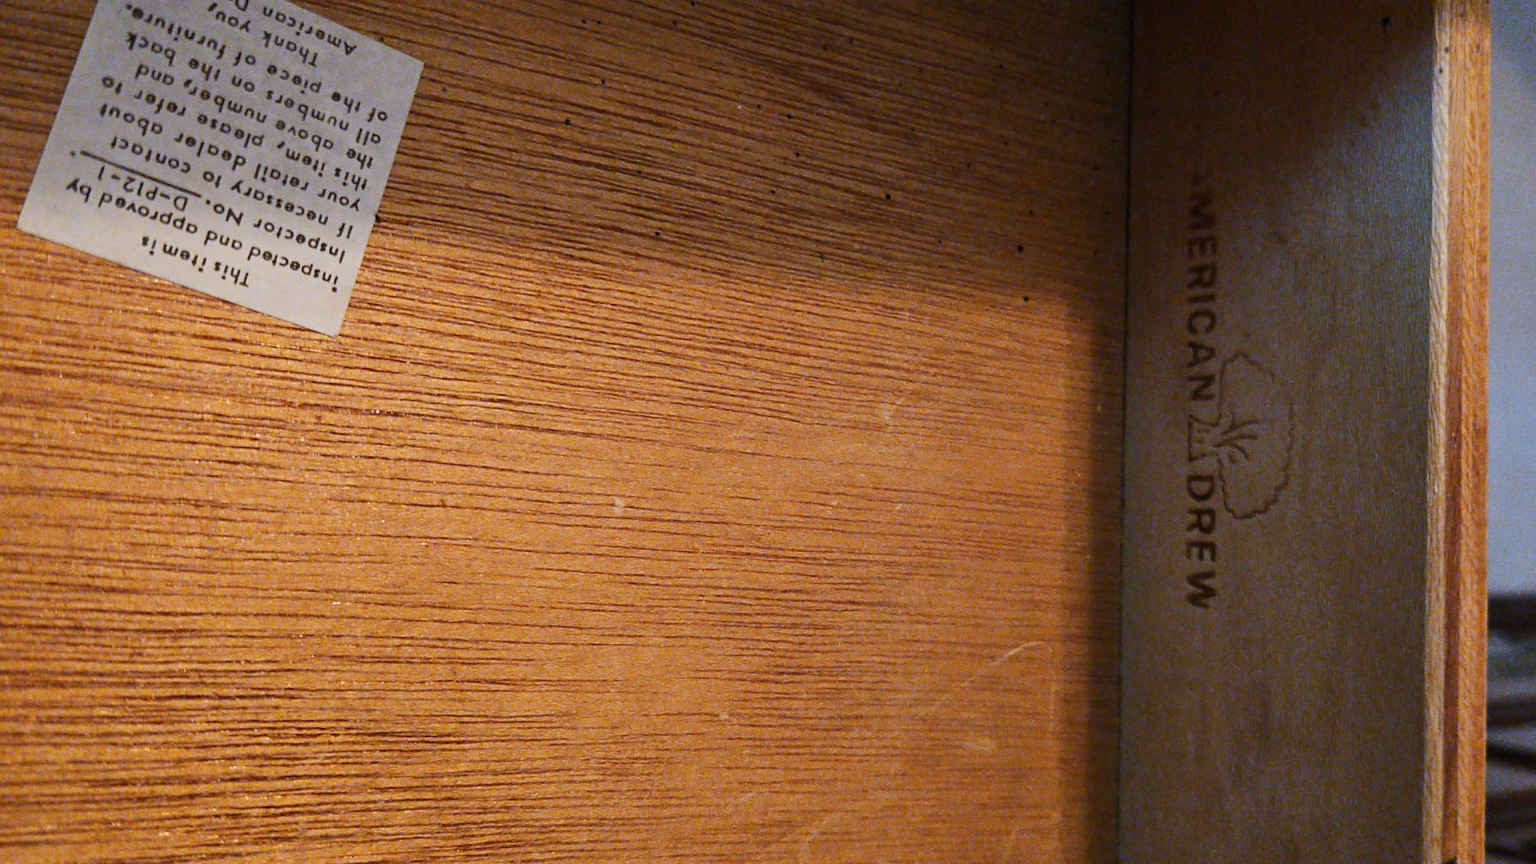 This item is
inspected and approved by
Inspector No. D-P12-1.
If necessary to contact
your retail dealer about
this item, please refer to
the above number, and
all numbers on the back
of the piece of furniture.
Thank you,
American D
AMERICAN DREW